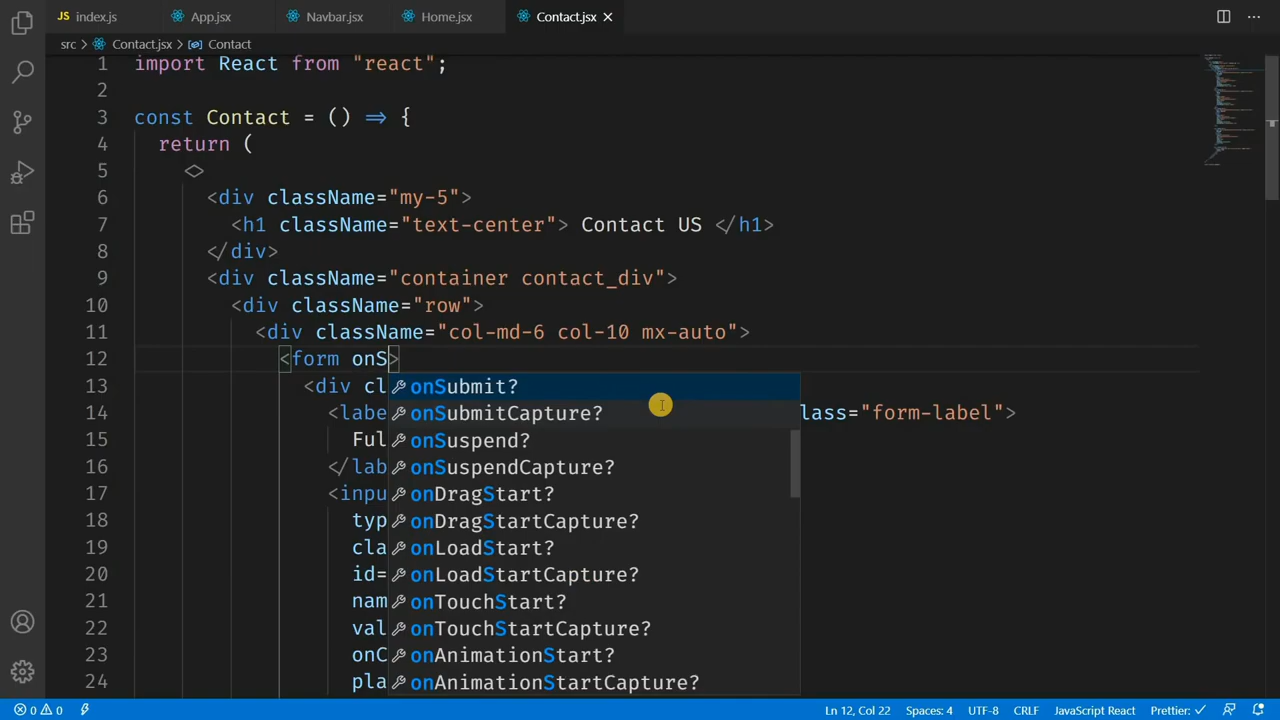 JS index.js App.jsx Navbar.jsx Home.jsx Contact.jsx
src > Contact.jsx > Contact
1 import React from "react";
2
3 const Contact = () => {
4 return (
5 <>
6 <div className="my-5">
7 <h1 className="text-center"> Contact US </h1>
8 </div>
9 <div className="container contact_div">
10 <div className="row">
11 <div className="col-md-6 col-10 mx-auto">
12 <form onS>
13 <div cl onSubmit?
14 <labe onSubmitCapture? lass="form-label">
15 Ful onSuspend?
16 </lab onSuspendCapture?
17 <inpu onDragStart?
18 typ onDragStartCapture?
19 cla onLoadStart?
20 id= onLoadStartCapture?
21 nam onTouchStart?
22 val onTouchStartCapture?
23 onC onAnimationStart?
24 pla onAnimationStartCapture?
0 0 Ln 12, Col 22 Spaces: 4 UTF-8 CRLF JavaScript React Prettier: ✓